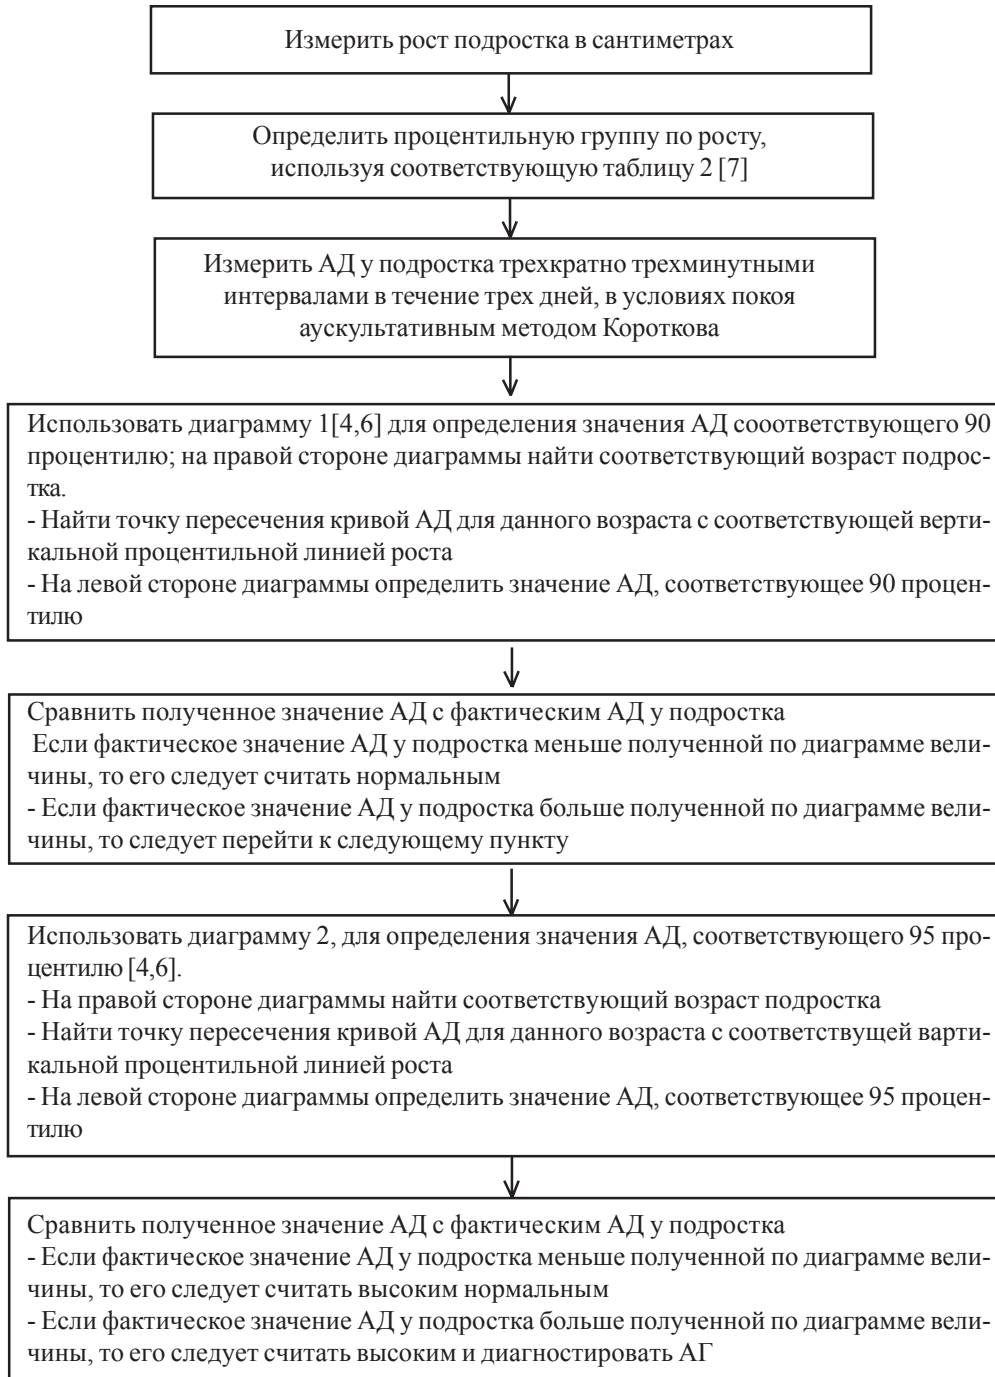 Измерить рост подростка в сантиметрах
Определить процентильную группу по росту,
используя соответствующую таблицу 2 [7]
Измерить АД у подростка трехкратно трехминутными
интервалами в течение трех дней, в условиях покоя
аускультативным методом Короткова
Использовать диаграмму 1[4,6] для определения значения АД сооответствующего 90
процентилю; на правой стороне диаграммы найти соответствующий возраст подрос-
тка.
- Найти точку пересечения кривой АД для данного возраста с соответствующей верти-
кальной процентильной линией роста
- На левой стороне диаграммы определить значение АД, соответствующее 90 процен-
тилю
Сравнить полученное значение АД с фактическим АД у подростка
Если фактическое значение АД у подростка меньше полученной по диаграмме вели-
чины, то его следует считать нормальным
- Если фактическое значение АД у подростка больше полученной по диаграмме вели-
чины, то следует перейти к следующему пункту
Использовать диаграмму 2, для определения значения АД, соответствующего 95 про-
центилю [4,6].
- На правой стороне диаграммы найти соответствующий возраст подростка
- Найти точку пересечения кривой АД для данного возраста с соответствущей варти-
кальной процентильной линией роста
- На левой стороне диаграммы определить значение АД, соответствующее 95 процен-
тилю
Сравнить полученное значение АД с фактическим АД у подростка
- Если фактическое значение АД у подростка меньше полученной по диаграмме вели-
чины, то его следует считать высоким нормальным
- Если фактическое значение АД у подростка больше полученной по диаграмме вели-
чины, то его следует считать высоким и диагностировать АГ